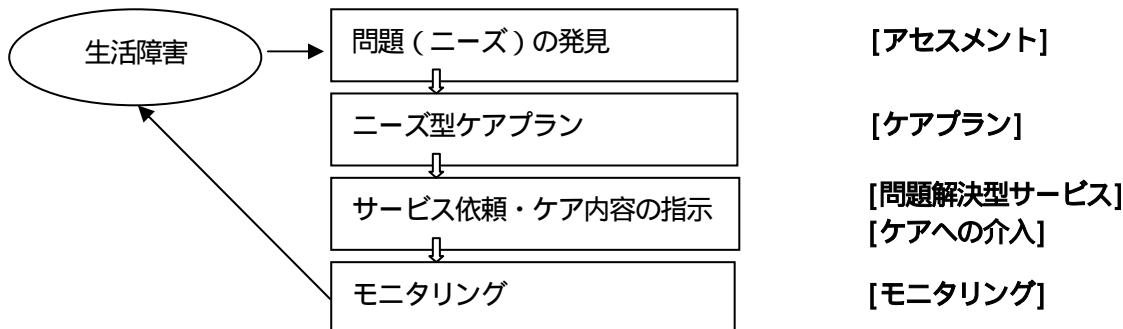 生活障害
問題(ニーズ)の発見
[アセスメント]
ニーズ型ケアプラン
[ケアプラン]
サービス依頼・ケア内容の指示
[問題解決型サービス]
[ケアへの介入]
モニタリング
[モニタリング]